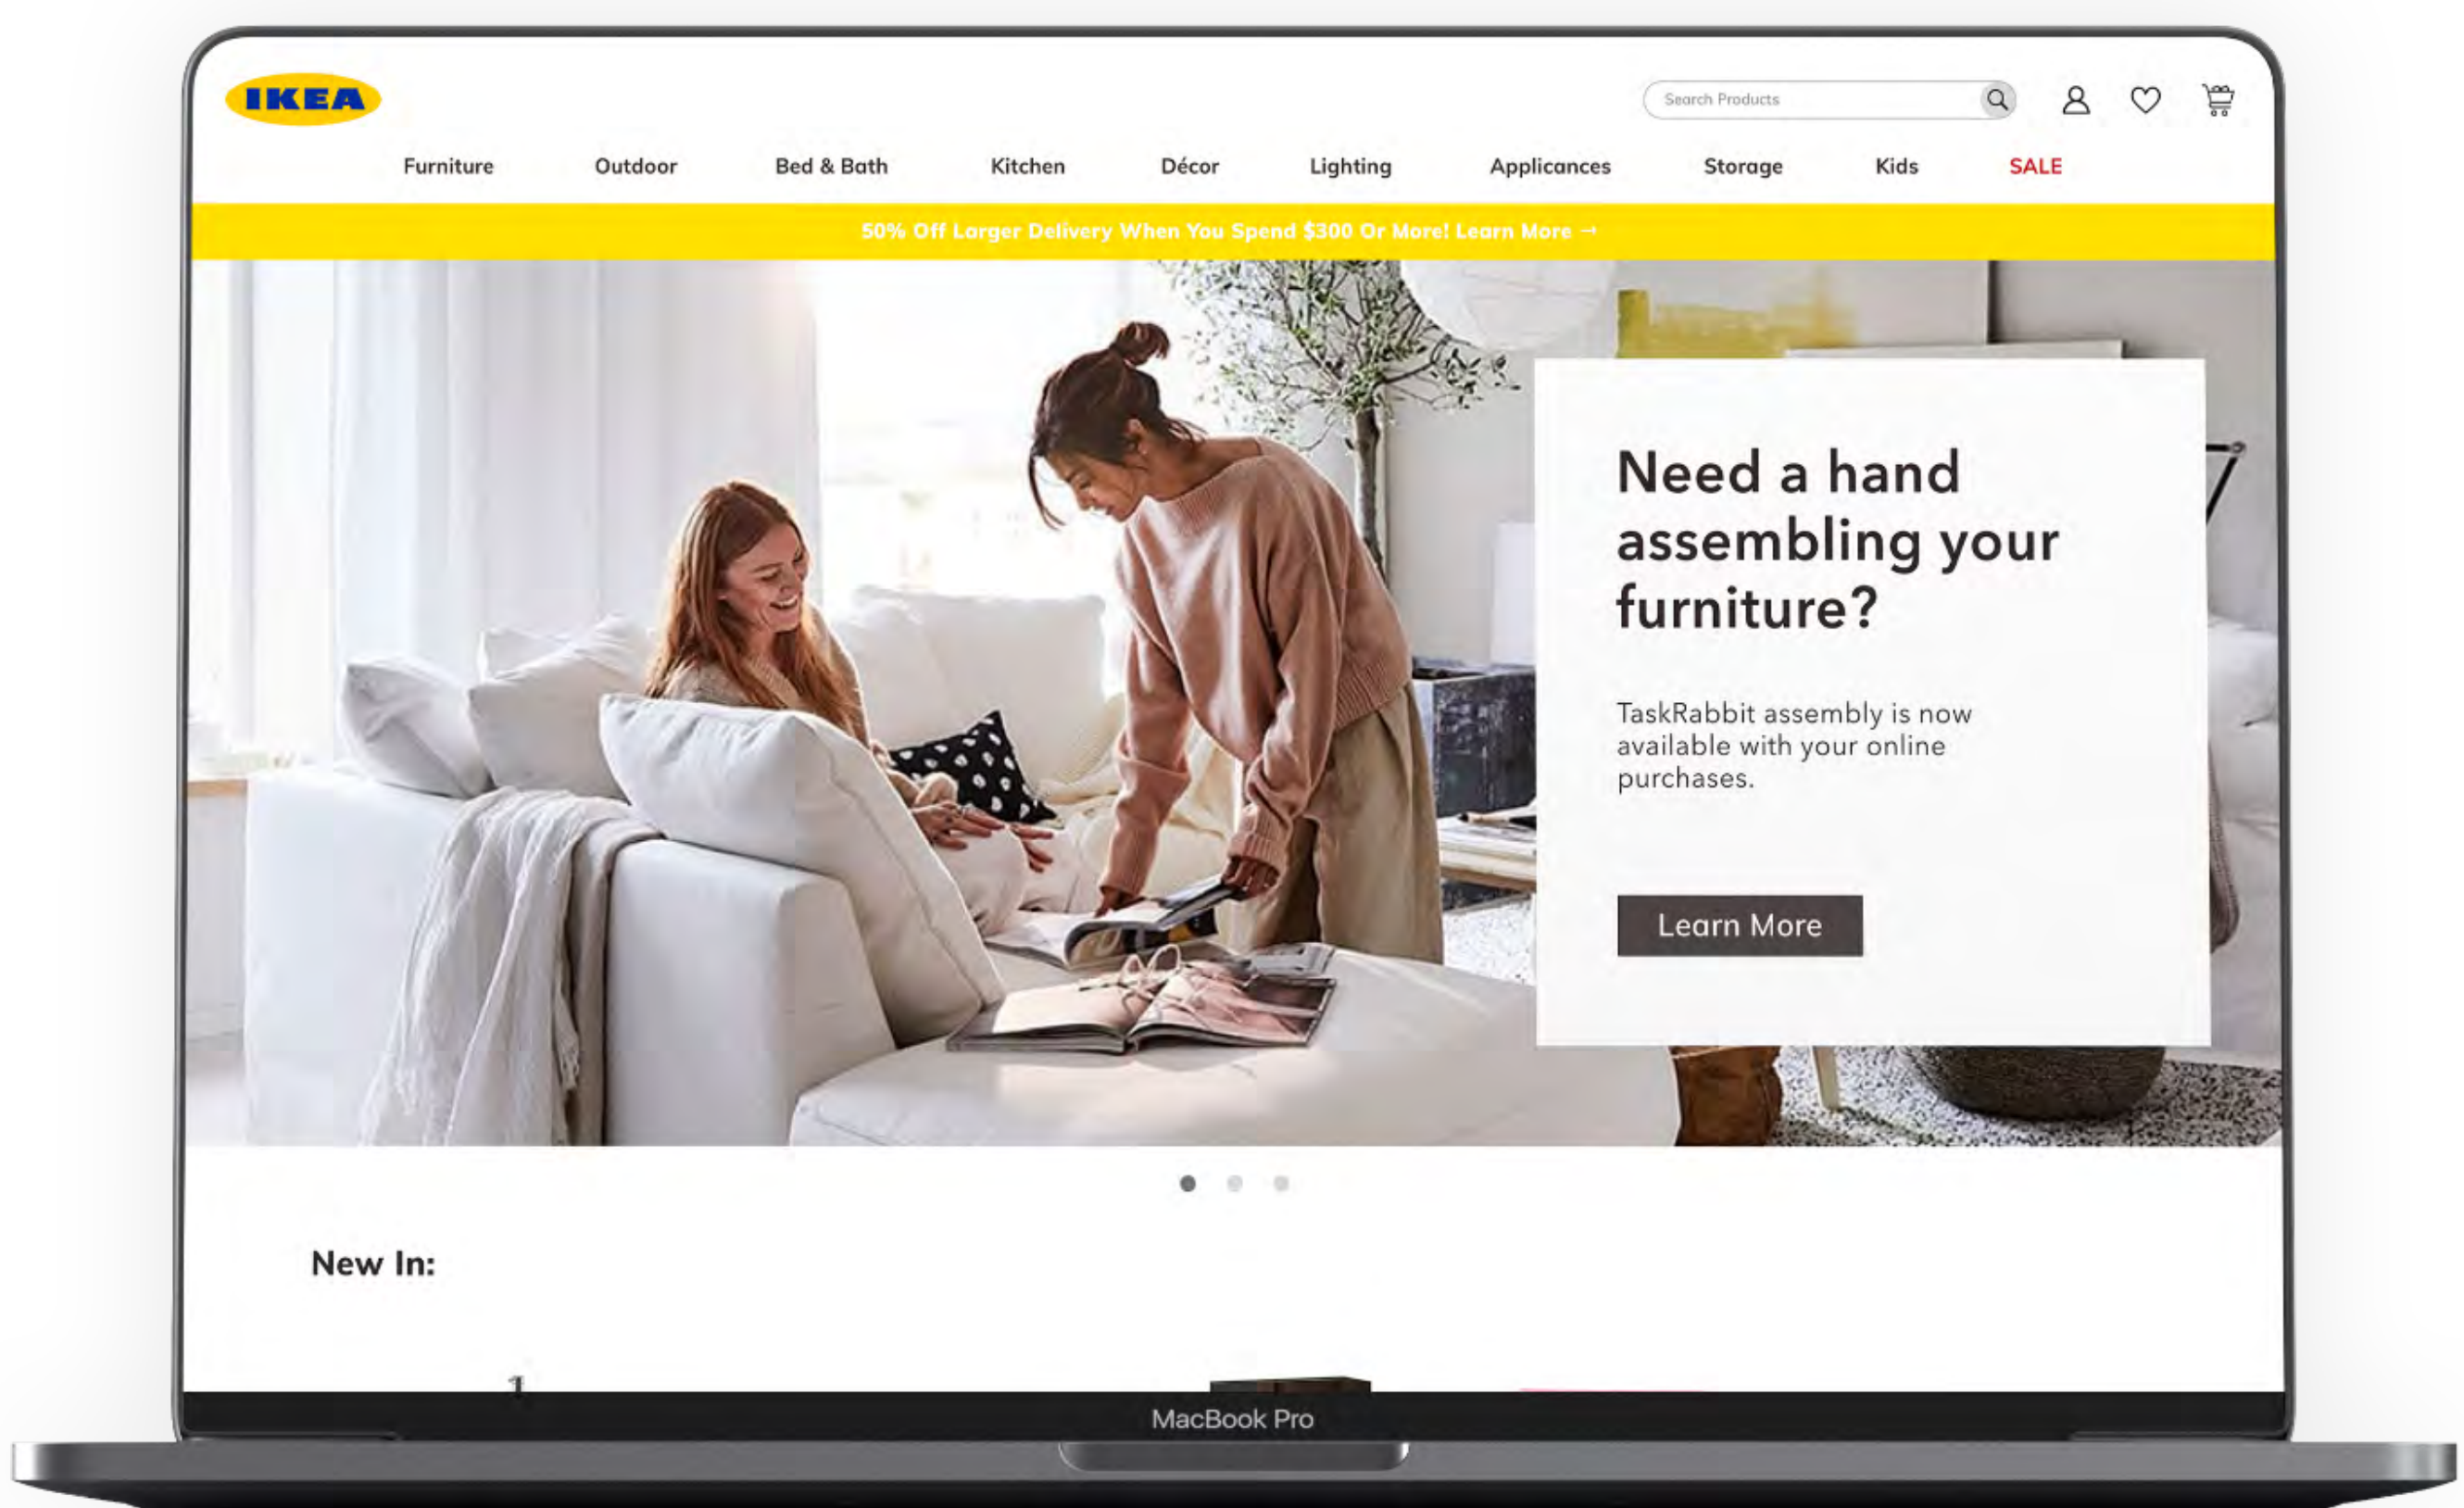 IKEA
Search Products
Furniture Outdoor Bed & Bath Kitchen Décor Lighting Applicances Storage Kids SALE
50% Off Larger Delivery When You Spend $300 Or More! Learn More →
Need a hand
assembling your
furniture?
TaskRabbit assembly is now
available with your online
purchases.
Learn More
New In:
MacBook Pro